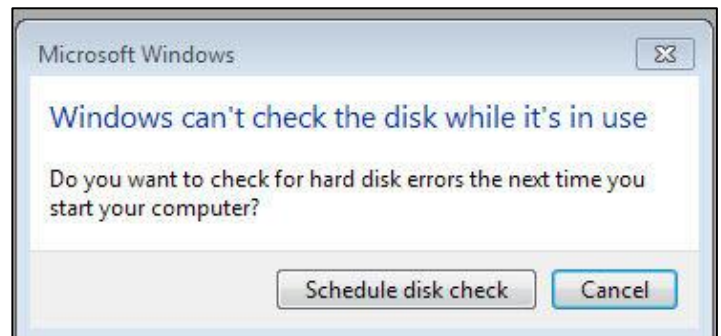 Microsoft Windows
Windows can't check the disk while it's in use
Do you want to check for hard disk errors the next time you
start your computer?
Schedule disk check Cancel